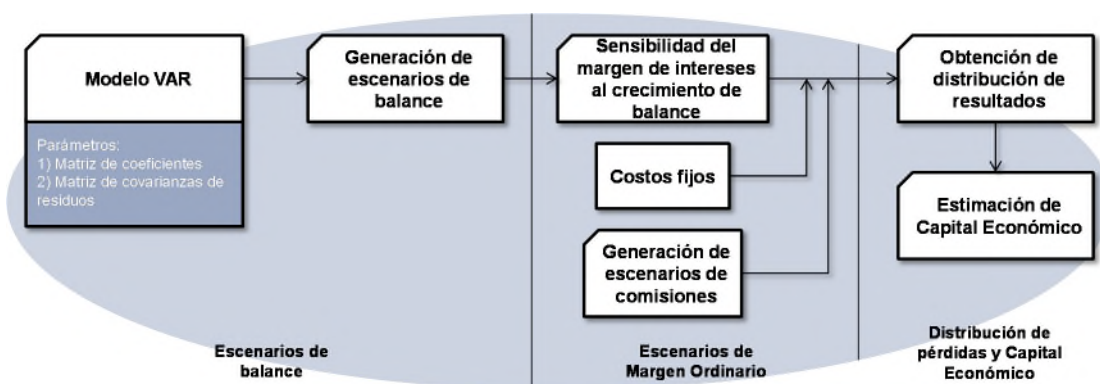 Modelo VAR
Parámetros:
1) Matriz de coeficientes
2) Matriz de covarianzas de
residuos
Generación de
escenarios de
balance
Sensibilidad del
margen de intereses
al crecimiento de
balance
Costos fijos
Generación de
escenarios de
comisiones
Obtención de
distribución de
resultados
Estimación de
Capital Económico
Escenarios de
balance
Escenarios de
Margen Ordinario
Distribución de
pérdidas y Capital
Económico